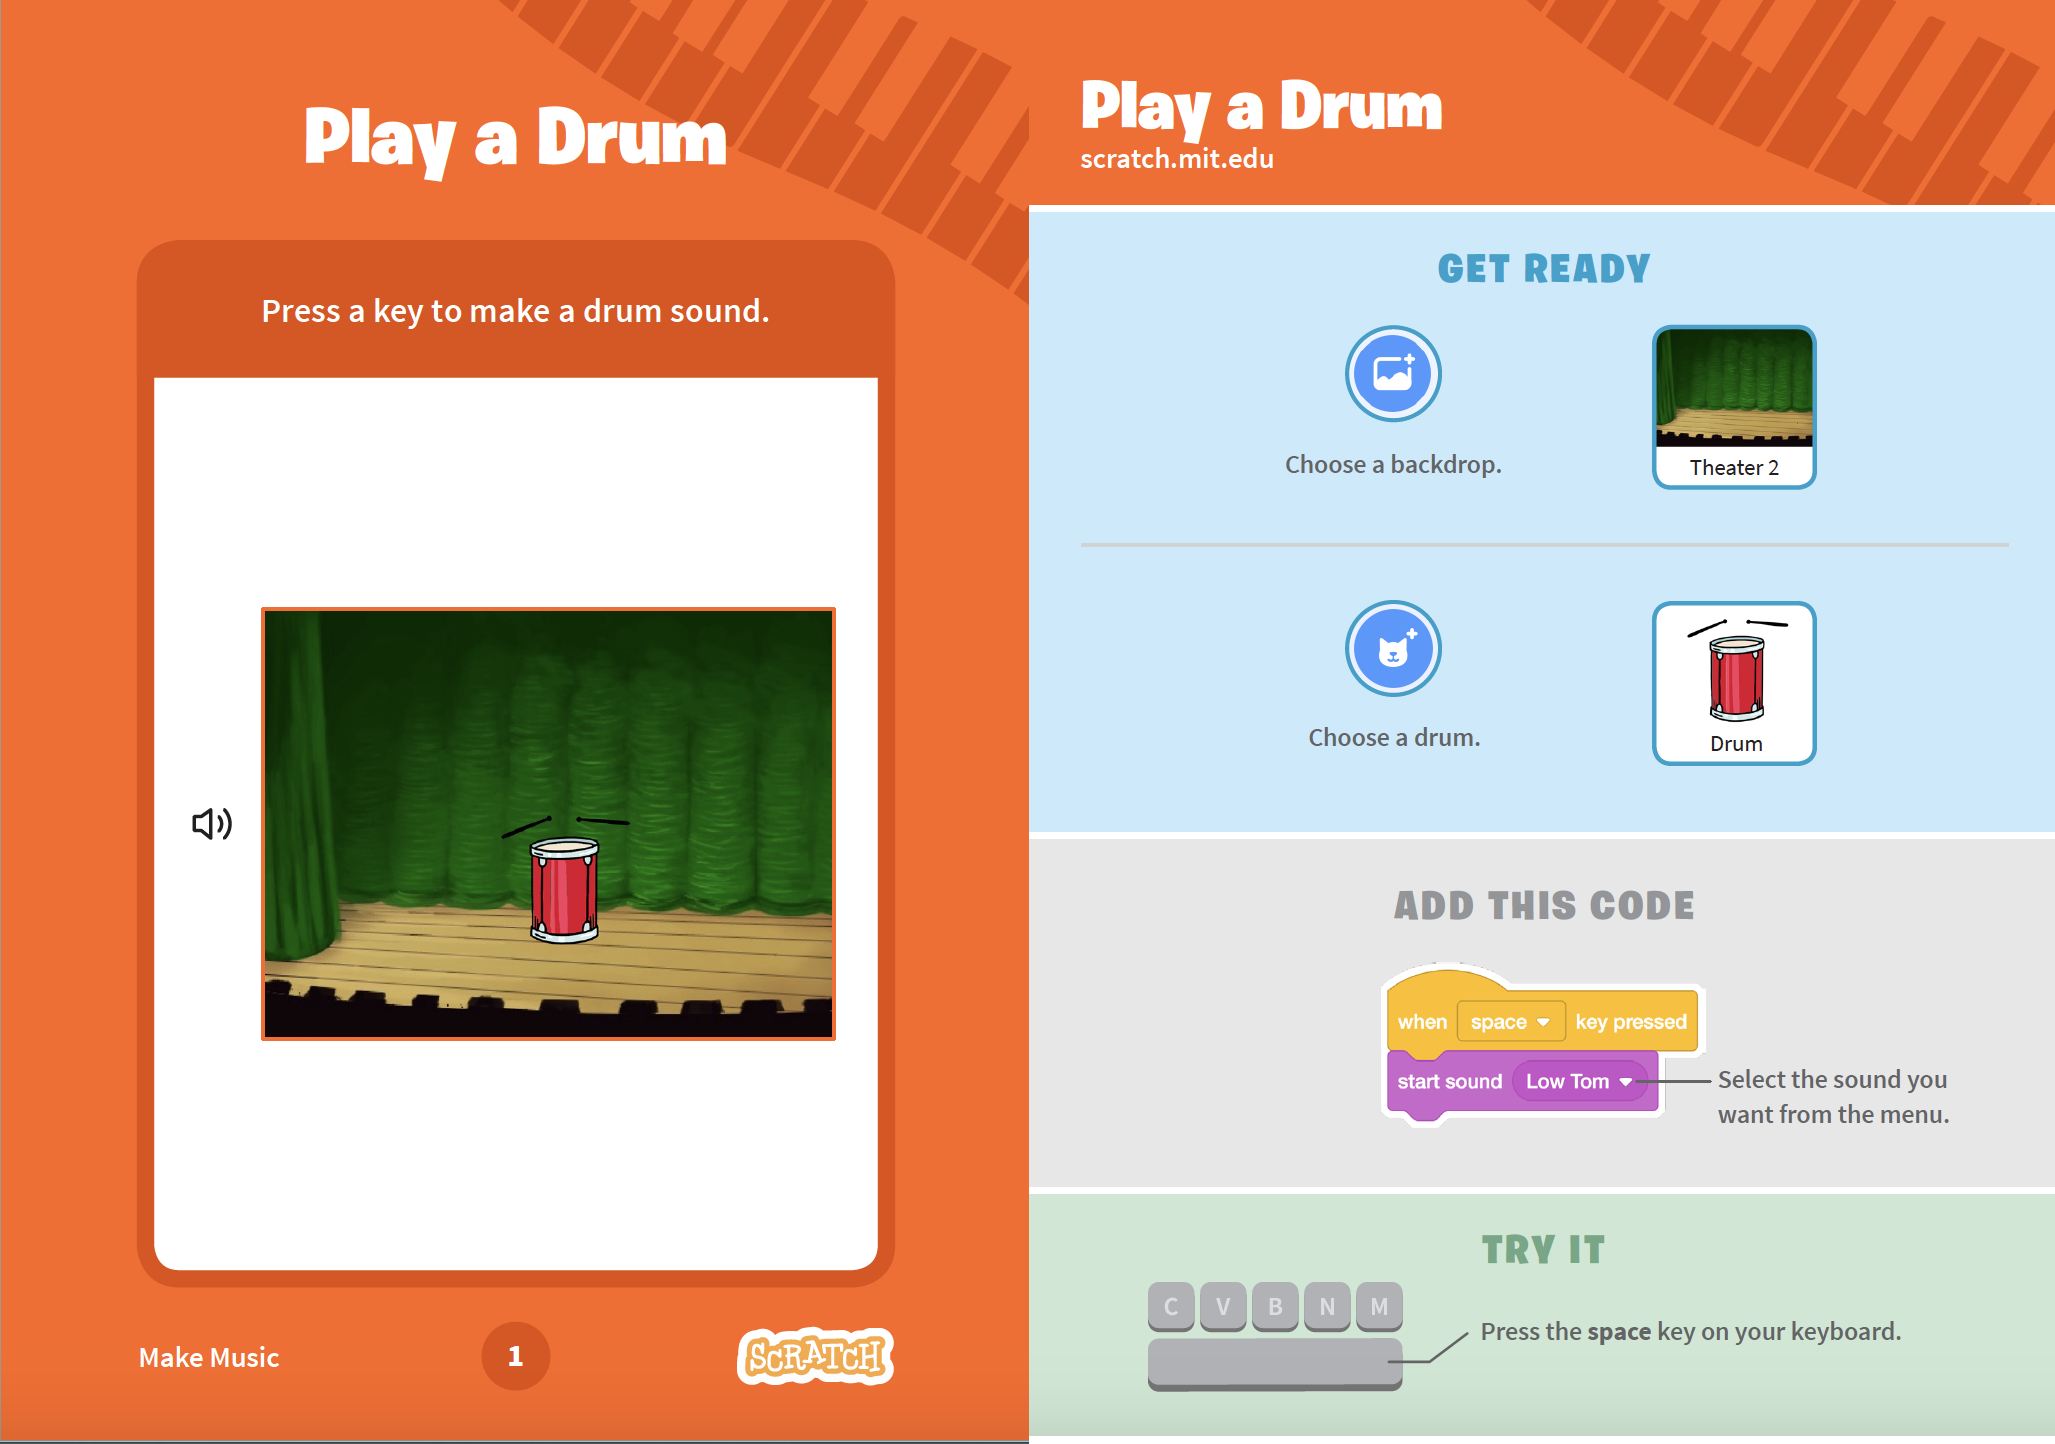 Play a Drum
Press a key to make a drum sound.
Make Music
1
SCRATCH
Play a Drum
scratch.mit.edu
GET READY
Choose a backdrop.
Theater 2
Choose a drum.
Drum
ADD THIS CODE
when space key pressed
start sound Low Tom
Select the sound you
want from the menu.
TRY IT
C V B N M
Press the space key on your keyboard.